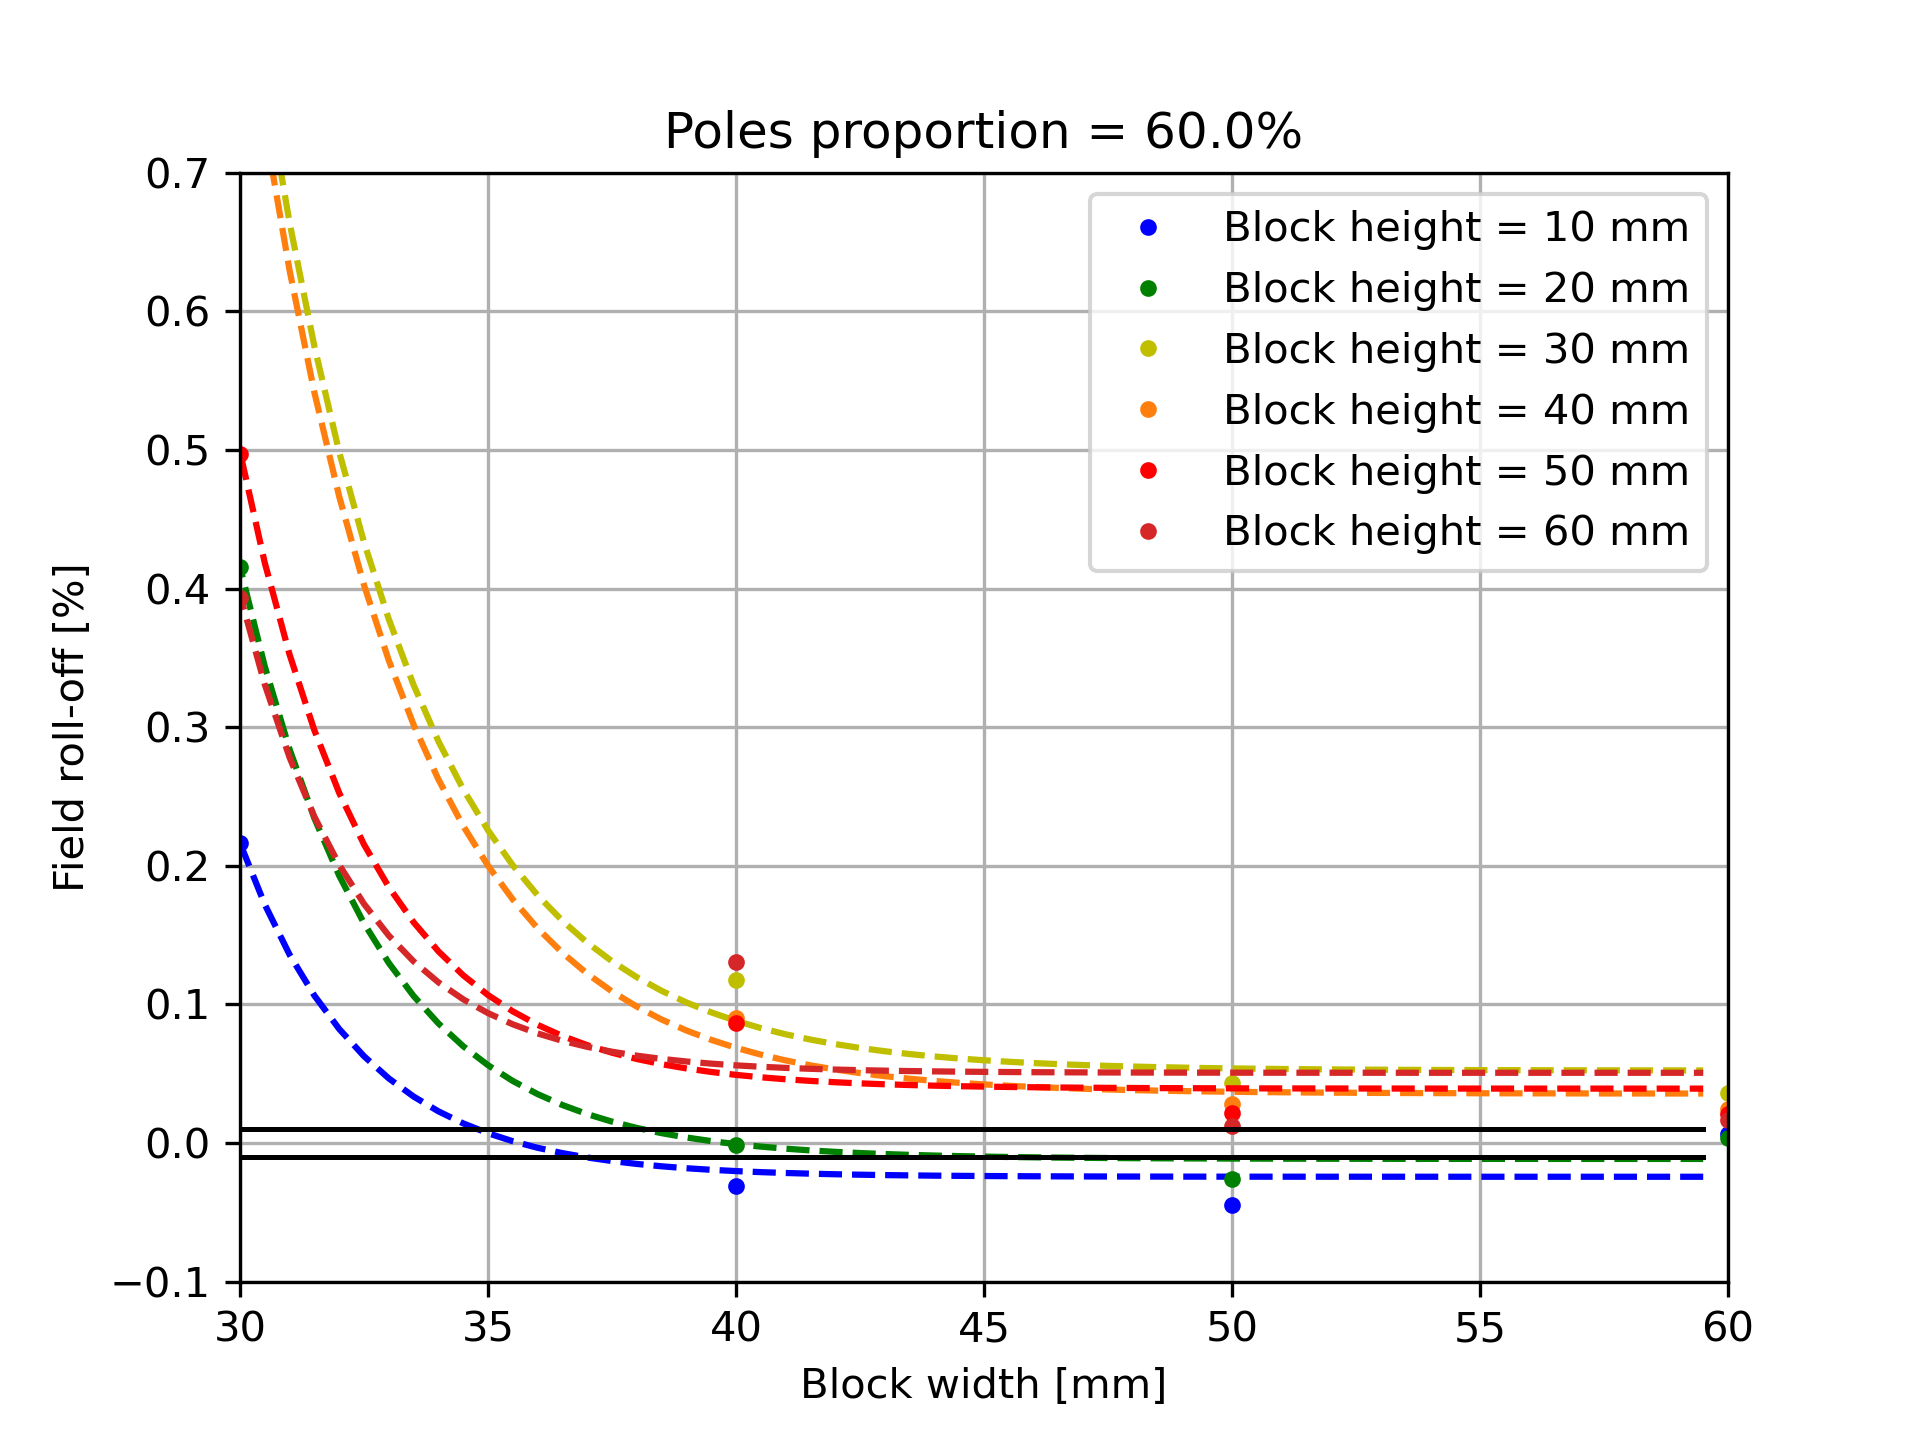 Poles proportion = 60.0%
0.7
0.6
0.5
0.4
0.3
0.2
0.1
0.0
−0.1
Field roll-off [%]
Block height = 10 mm
Block height = 20 mm
Block height = 30 mm
Block height = 40 mm
Block height = 50 mm
Block height = 60 mm
30 35 40 45 50 55 60
Block width [mm]